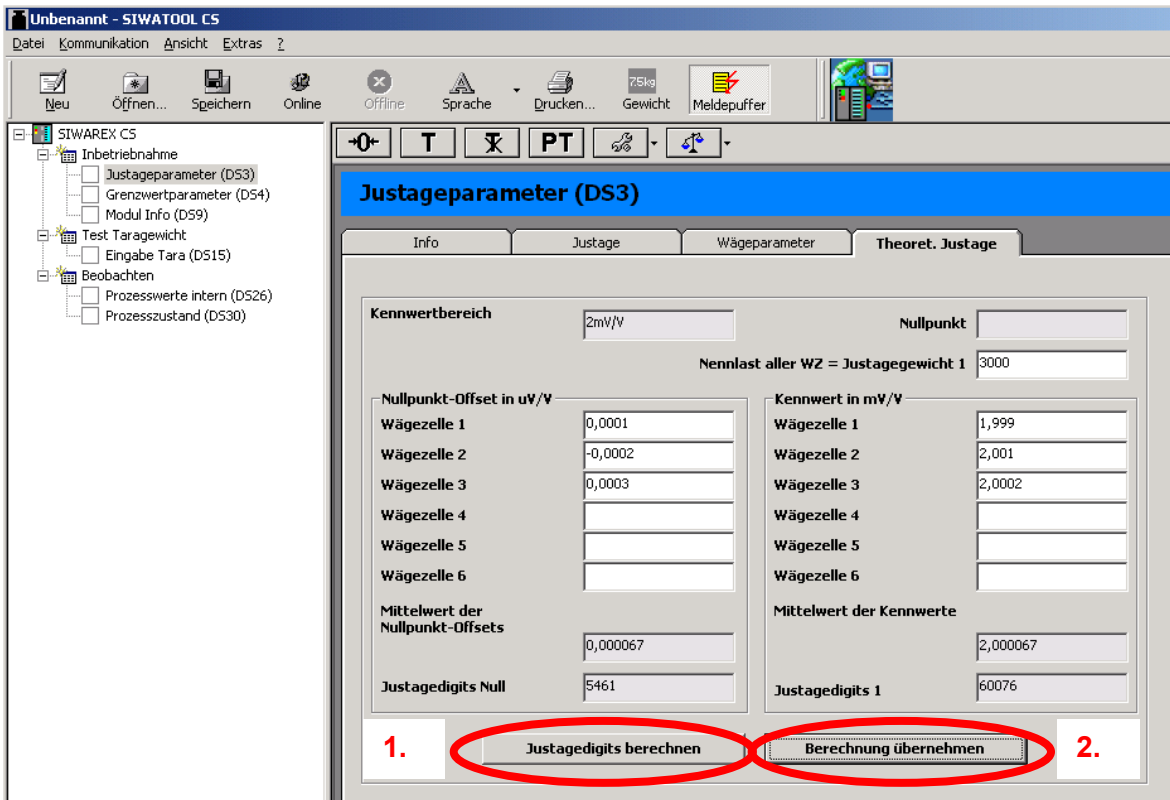 Unbenannt - SIWATOOL CS
Datei Kommunikation Ansicht Extras ?
Neu Öffnen... Speichern Online Offline Sprache Drucken... Gewicht Meldepuffer
7.5kg
SIWAREX CS
Inbetriebnahme
Justageparameter (DS3)
Grenzwertparameter (DS4)
Modul Info (DS9)
Test Taragewicht
Eingabe Tara (DS15)
Beobachten
Prozesswerte intern (DS26)
Prozesszustand (DS30)
→0← T T PT
Justageparameter (DS3)
Info Justage Wägeparameter Theoret. Justage
Kennwertbereich 2mV/V Nullpunkt
Nennlast aller WZ = Justagegewicht 1 3000
Nullpunkt-Offset in uV/V
Wägezelle 1 0,0001
Wägezelle 2 -0,0002
Wägezelle 3 0,0003
Wägezelle 4
Wägezelle 5
Wägezelle 6
Mittelwert der
Nullpunkt-Offsets
0,000067
Justagedigits Null 5461
Kennwert in mV/V
Wägezelle 1 1,999
Wägezelle 2 2,001
Wägezelle 3 2,0002
Wägezelle 4
Wägezelle 5
Wägezelle 6
Mittelwert der Kennwerte
2,000067
Justagedigits 1 60076
1. Justagedigits berechnen Berechnung übernehmen 2.